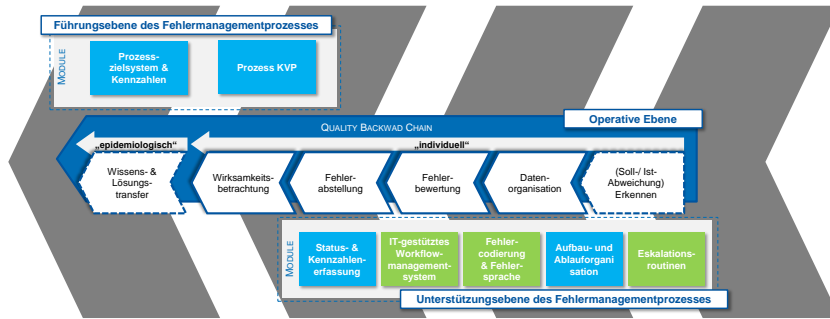 Führungsebene des Fehlermanagementprozesses
MODULE
Prozess-
zielsystem &
Kennzahlen
Prozess KVP
Operative Ebene
QUALITY BACKWAD CHAIN
„epidemiologisch"
„individuell"
Wissens- &
Lösungs-
transfer
Wirksamkeits-
betrachtung
Fehler-
abstellung
Fehler-
bewertung
Daten-
organisation
(Soll-/ Ist-
Abweichung)
Erkennen
MODULE
Status- &
Kennzahlen-
erfassung
IT-gestütztes
Workflow-
management-
system
Fehler-
codierung
& Fehler-
sprache
Aufbau- und
Ablauforgani
sation
Eskalations-
routinen
Unterstützungsebene des Fehlermanagementprozesses